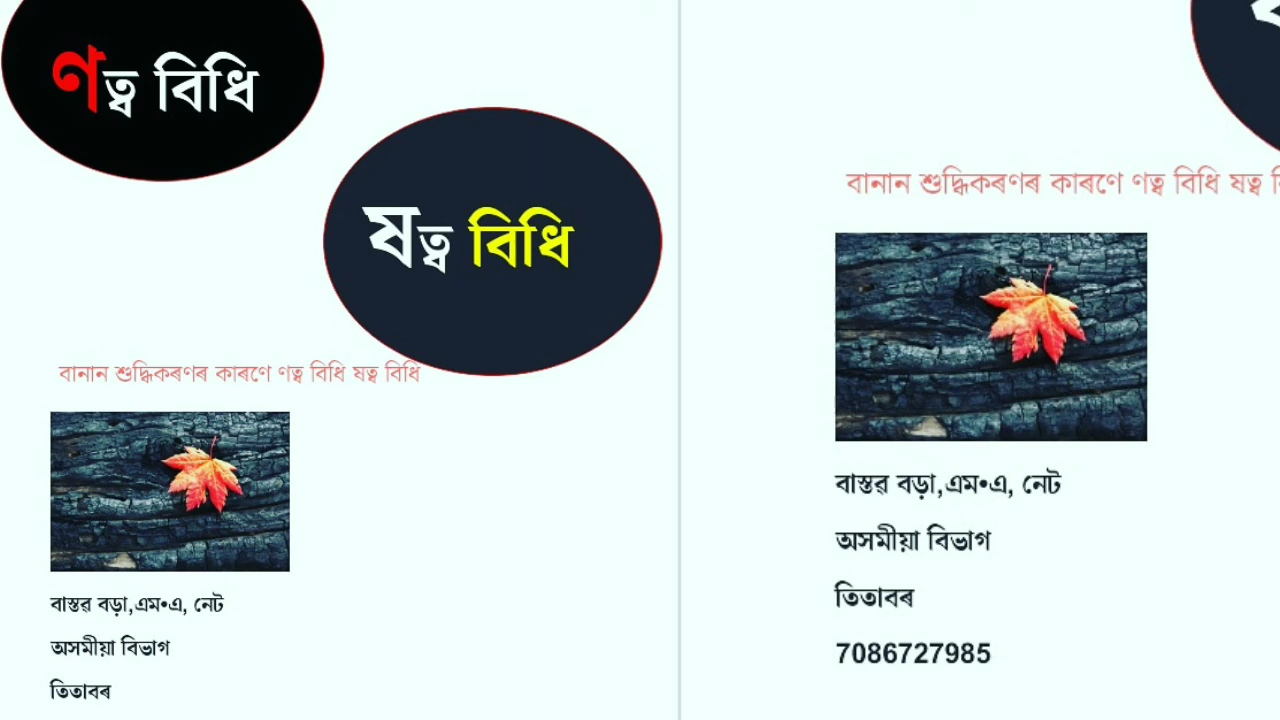 ণত্ব বিধি
ষত্ব বিধি
বানান শুদ্ধিকৰণৰ কাৰণে ণত্ব বিধি ষত্ব বিধি
বাস্তৱ বড়া,এম•এ, নেট
অসমীয়া বিভাগ
তিতাবৰ
বানান শুদ্ধিকৰণৰ কাৰণে ণত্ব বিধি ষত্ব
বাস্তৱ বড়া,এম•এ, নেট
অসমীয়া বিভাগ
তিতাবৰ
7086727985